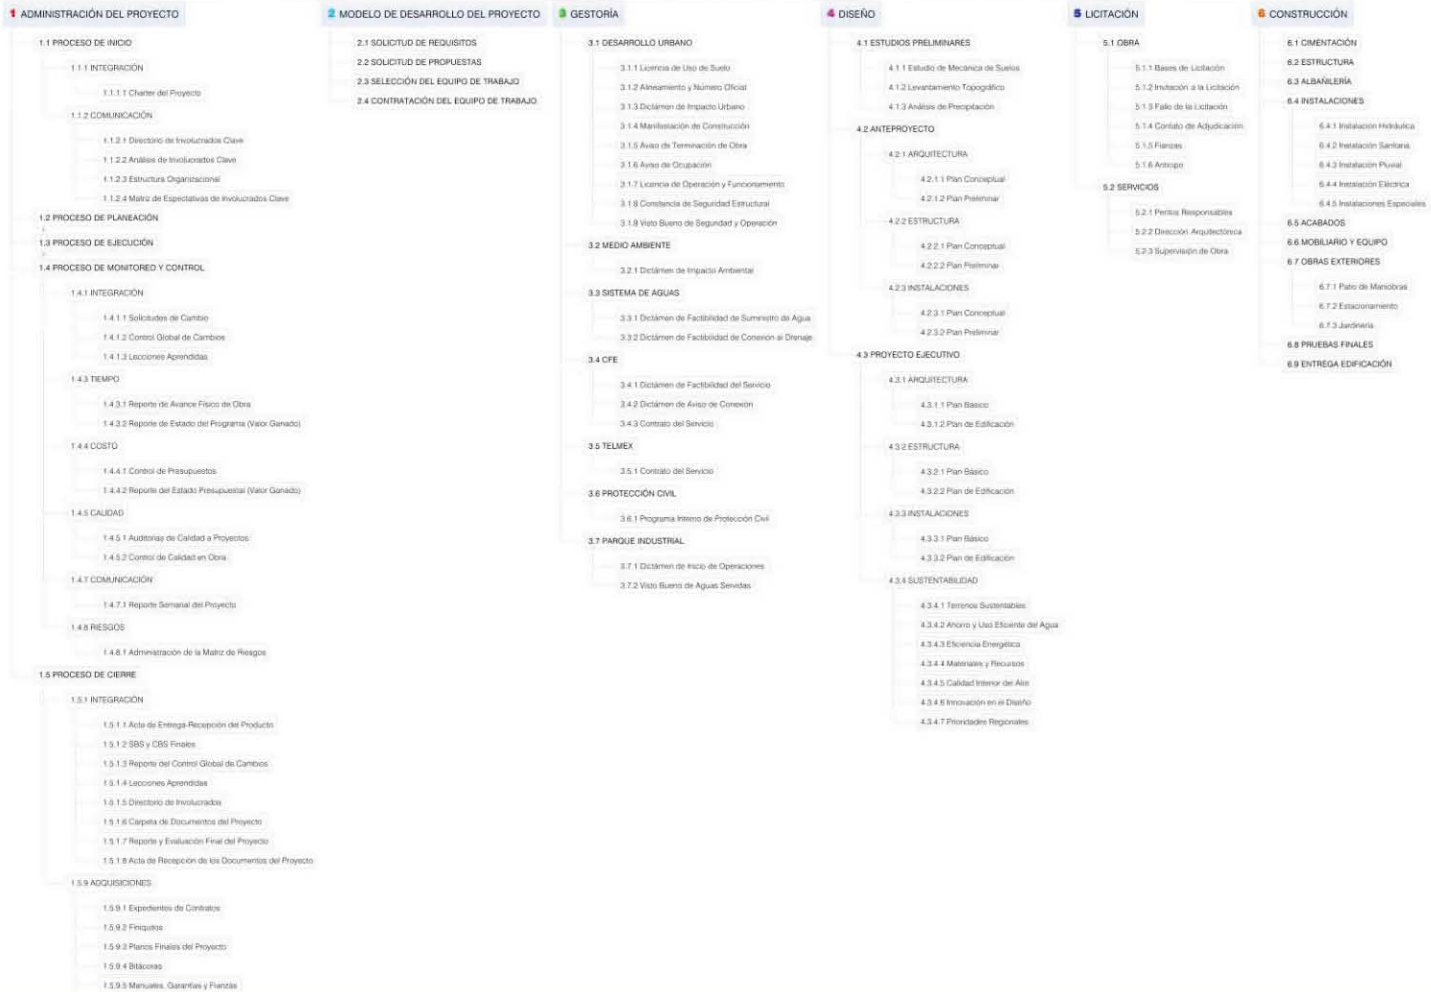 1 ADMINISTRACIÓN DEL PROYECTO
1.1 PROCESO DE INICIO
1.1.1 INTEGRACIÓN
1.1.1.1 Charter del Proyecto
1.1.2 COMUNICACIÓN
1.1.2.1 Directorio de Involucrados Clave
1.1.2.2 Análisis de Involucrados Clave
1.1.2.3 Estructura Organizacional
1.1.2.4 Matriz de Espectativas de Involucrados Clave
1.2 PROCESO DE PLANEACIÓN
1.3 PROCESO DE EJECUCIÓN
1.4 PROCESO DE MONITOREO Y CONTROL
1.4.1 INTEGRACIÓN
1.4.1.1 Solicitudes de Cambio
1.4.1.2 Control Global de Cambios
1.4.1.3 Lecciones Aprendidas
1.4.3 TIEMPO
1.4.3.1 Reporte de Avance Físico de Obra
1.4.3.2 Reporte de Estado del Programa (Valor Ganado)
1.4.4 COSTO
1.4.4.1 Control de Presupuestos
1.4.4.2 Reporte del Estado Presupuestal (Valor Ganado)
1.4.5 CALIDAD
1.4.5.1 Auditorias de Calidad a Proyectos
1.4.5.2 Control de Calidad en Obra
1.4.7 COMUNICACIÓN
1.4.7.1 Reporte Semanal del Proyecto
1.4.8 RIESGOS
1.4.8.1 Administración de la Matriz de Riesgos
1.5 PROCESO DE CIERRE
1.5.1 INTEGRACIÓN
1.5.1.1 Acta de Entrega-Recepción del Producto
1.5.1.2 SBS y CBS Finales
1.5.1.3 Reporte del Control Global de Cambios
1.5.1.4 Lecciones Aprendidas
1.5.1.5 Directorio de Involucrados
1.5.1.6 Carpeta de Documentos del Proyecto
1.5.1.7 Reporte y Evaluación Final del Proyecto
1.5.1.8 Acta de Recepción de los Documentos del Proyecto
1.5.9 ADQUISICIONES
1.5.9.1 Expedientes de Contratos
1.5.9.2 Finiquitos
1.5.9.3 Planos Finales del Proyecto
1.5.9.4 Bitácoras
1.5.9.5 Manuales, Garantías y Fianzas
2 MODELO DE DESARROLLO DEL PROYECTO
2.1 SOLICITUD DE REQUISITOS
2.2 SOLICITUD DE PROPUESTAS
2.3 SELECCIÓN DEL EQUIPO DE TRABAJO
2.4 CONTRATACIÓN DEL EQUIPO DE TRABAJO
3 GESTORÍA
3.1 DESARROLLO URBANO
3.1.1 Licencia de Uso de Suelo
3.1.2 Alineamiento y Número Oficial
3.1.3 Dictámen de Impacto Urbano
3.1.4 Manifestación de Construcción
3.1.5 Aviso de Terminación de Obra
3.1.6 Aviso de Ocupación
3.1.7 Licencia de Operación y Funcionamiento
3.1.8 Constancia de Seguridad Estructural
3.1.9 Visto Bueno de Seguridad y Operación
3.2 MEDIO AMBIENTE
3.2.1 Dictámen de Impacto Ambiental
3.3 SISTEMA DE AGUAS
3.3.1 Dictámen de Factibilidad de Suministro de Agua
3.3.2 Dictámen de Factibilidad de Conexión al Drenaje
3.4 CFE
3.4.1 Dictámen de Factibilidad del Servicio
3.4.2 Dictámen de Aviso de Conexión
3.4.3 Contrato del Servicio
3.5 TELMEX
3.5.1 Contrato del Servicio
3.6 PROTECCIÓN CIVIL
3.6.1 Programa Interno de Protección Civil
3.7 PARQUE INDUSTRIAL
3.7.1 Dictámen de Inicio de Operaciones
3.7.2 Visto Bueno de Aguas Servidas
4 DISEÑO
4.1 ESTUDIOS PRELIMINARES
4.1.1 Estudio de Mecánica de Suelos
4.1.2 Levantamiento Topográfico
4.1.3 Análisis de Precipitación
4.2 ANTEPROYECTO
4.2.1 ARQUITECTURA
4.2.1.1 Plan Conceptual
4.2.1.2 Plan Preliminar
4.2.2 ESTRUCTURA
4.2.2.1 Plan Conceptual
4.2.2.2 Plan Preliminar
4.2.3 INSTALACIONES
4.2.3.1 Plan Conceptual
4.2.3.2 Plan Preliminar
4.3 PROYECTO EJECUTIVO
4.3.1 ARQUITECTURA
4.3.1.1 Plan Básico
4.3.1.2 Plan de Edificación
4.3.2 ESTRUCTURA
4.3.2.1 Plan Básico
4.3.2.2 Plan de Edificación
4.3.3 INSTALACIONES
4.3.3.1 Plan Básico
4.3.3.2 Plan de Edificación
4.3.4 SUSTENTABILIDAD
4.3.4.1 Terrenos Sustentables
4.3.4.2 Ahorro y Uso Eficiente del Agua
4.3.4.3 Eficiencia Energética
4.3.4.4 Materiales y Recursos
4.3.4.5 Calidad Interior del Aire
4.3.4.6 Innovación en el Diseño
4.3.4.7 Prioridades Regionales
5 LICITACIÓN
5.1 OBRA
5.1.1 Bases de Licitación
5.1.2 Invitación a la Licitación
5.1.3 Fallo de la Licitación
5.1.4 Contato de Adjudicación
5.1.5 Fianzas
5.1.6 Anticipo
5.2 SERVICIOS
5.2.1 Peritos Responsables
5.2.2 Dirección Arquitectónica
5.2.3 Supervisión de Obra
6 CONSTRUCCIÓN
6.1 CIMENTACIÓN
6.2 ESTRUCTURA
6.3 ALBAÑILERÍA
6.4 INSTALACIONES
6.4.1 Instalación Hidráulica
6.4.2 Instalación Sanitaria
6.4.3 Instalación Pluvial
6.4.4 Instalación Eléctrica
6.4.5 Instalaciones Especiales
6.5 ACABADOS
6.6 MOBILIARIO Y EQUIPO
6.7 OBRAS EXTERIORES
6.7.1 Patio de Maniobras
6.7.2 Estacionamiento
6.7.3 Jardinería
6.8 PRUEBAS FINALES
6.9 ENTREGA EDIFICACIÓN